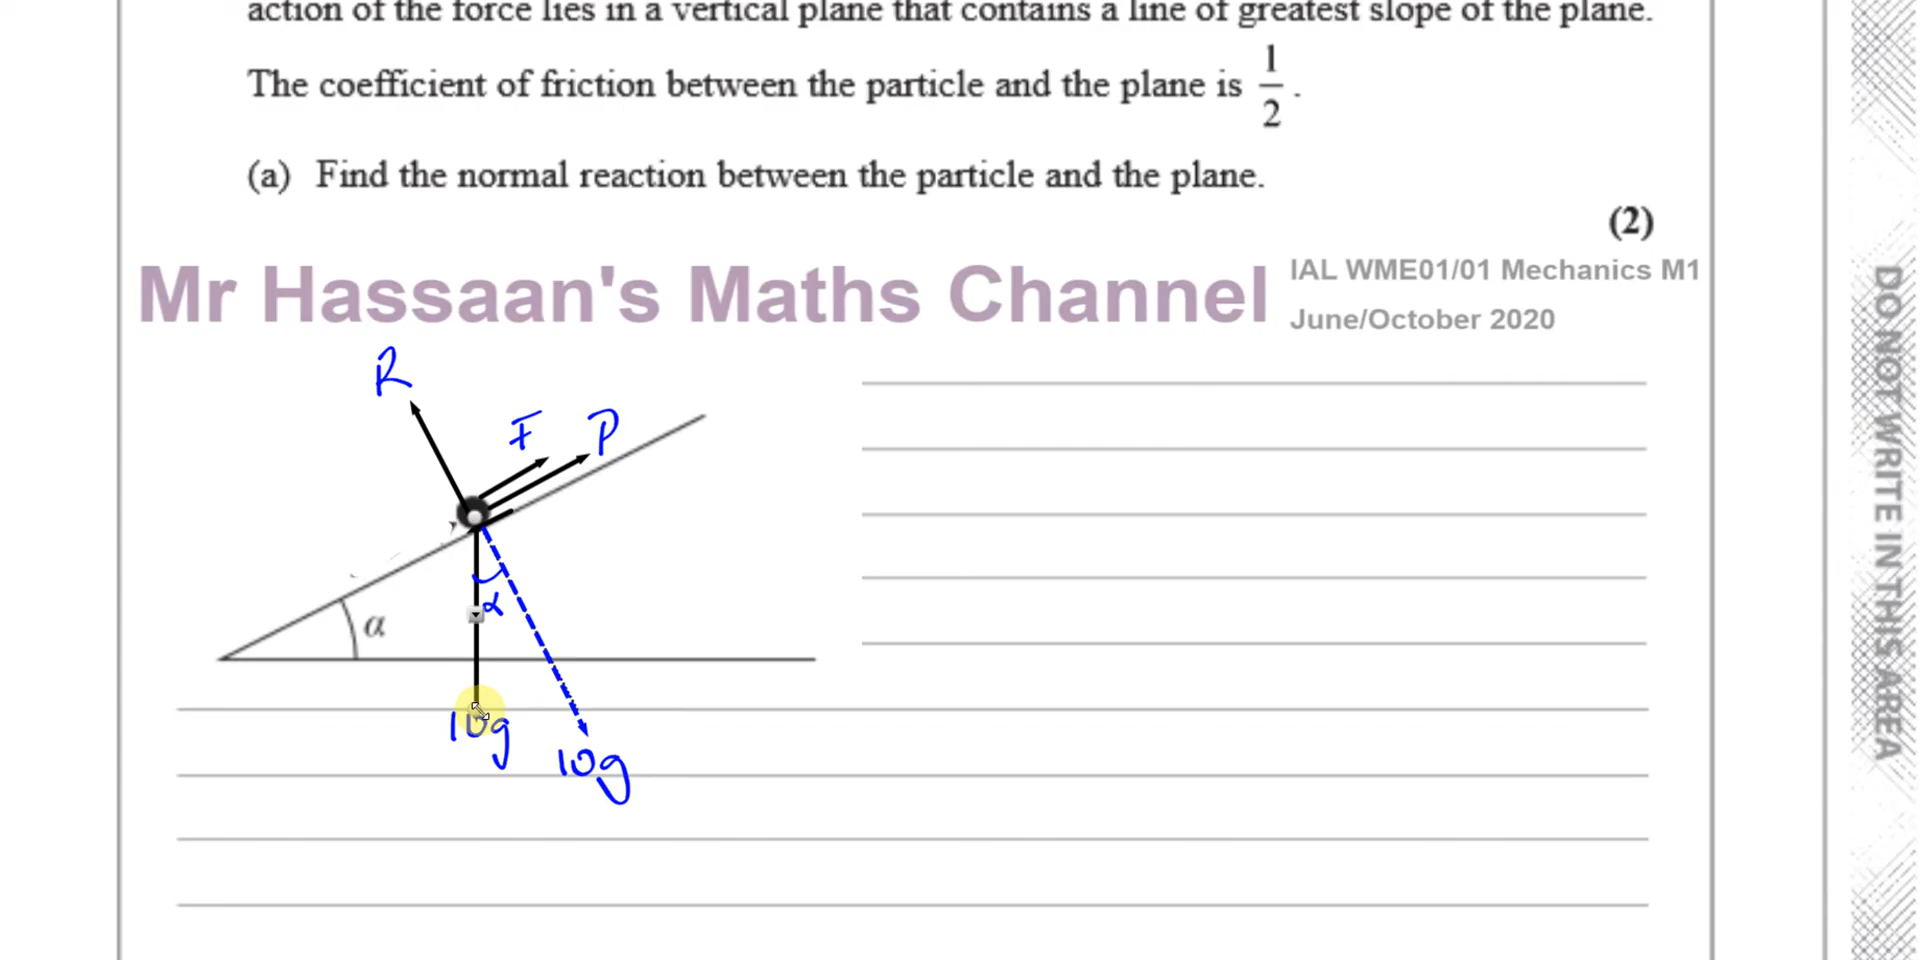 action of the force lies in a vertical plane that contains a line of greatest slope of the plane.
The coefficient of friction between the particle and the plane is 1/2.
(a) Find the normal reaction between the particle and the plane.
(2)
Mr Hassaan's Maths Channel
IAL WME01/01 Mechanics M1
June/October 2020
R
F
P
α
α
10g
10g
DO NOT WRITE IN THIS AREA